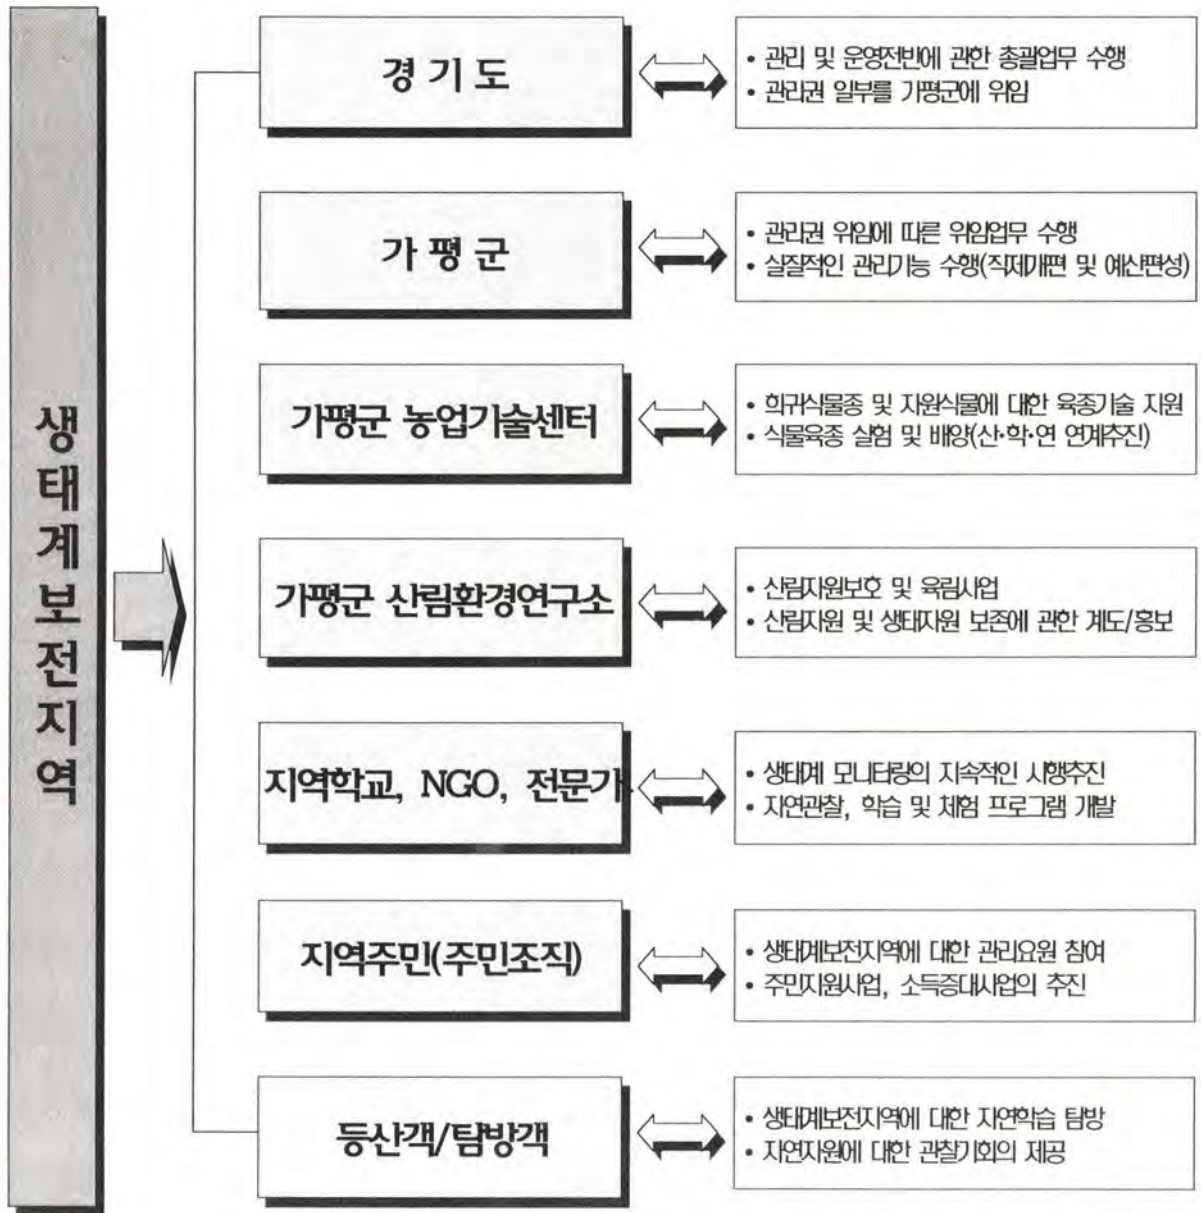 생태계보전지역
경기도
• 관리 및 운영전반에 관한 총괄업무 수행
• 관리권 일부를 가평군에 위임
가평군
• 관리권 위임에 따른 위임업무 수행
• 실질적인 관리기능 수행(직제개편 및 예산편성)
가평군 농업기술센터
• 희귀식물종 및 자원식물에 대한 육종기술 지원
• 식물육종 실험 및 배양(산·학·연 연계추진)
가평군 산림환경연구소
• 산림자원보호 및 육림사업
• 산림자원 및 생태자원 보존에 관한 계도/홍보
지역학교, NGO, 전문가
• 생태계 모니터링의 지속적인 시행추진
• 자연관찰, 학습 및 체험 프로그램 개발
지역주민(주민조직)
• 생태계보전지역에 대한 관리요원 참여
• 주민지원사업, 소득증대사업의 추진
등산객/탐방객
• 생태계보전지역에 대한 자연학습 탐방
• 자연자원에 대한 관찰기회의 제공